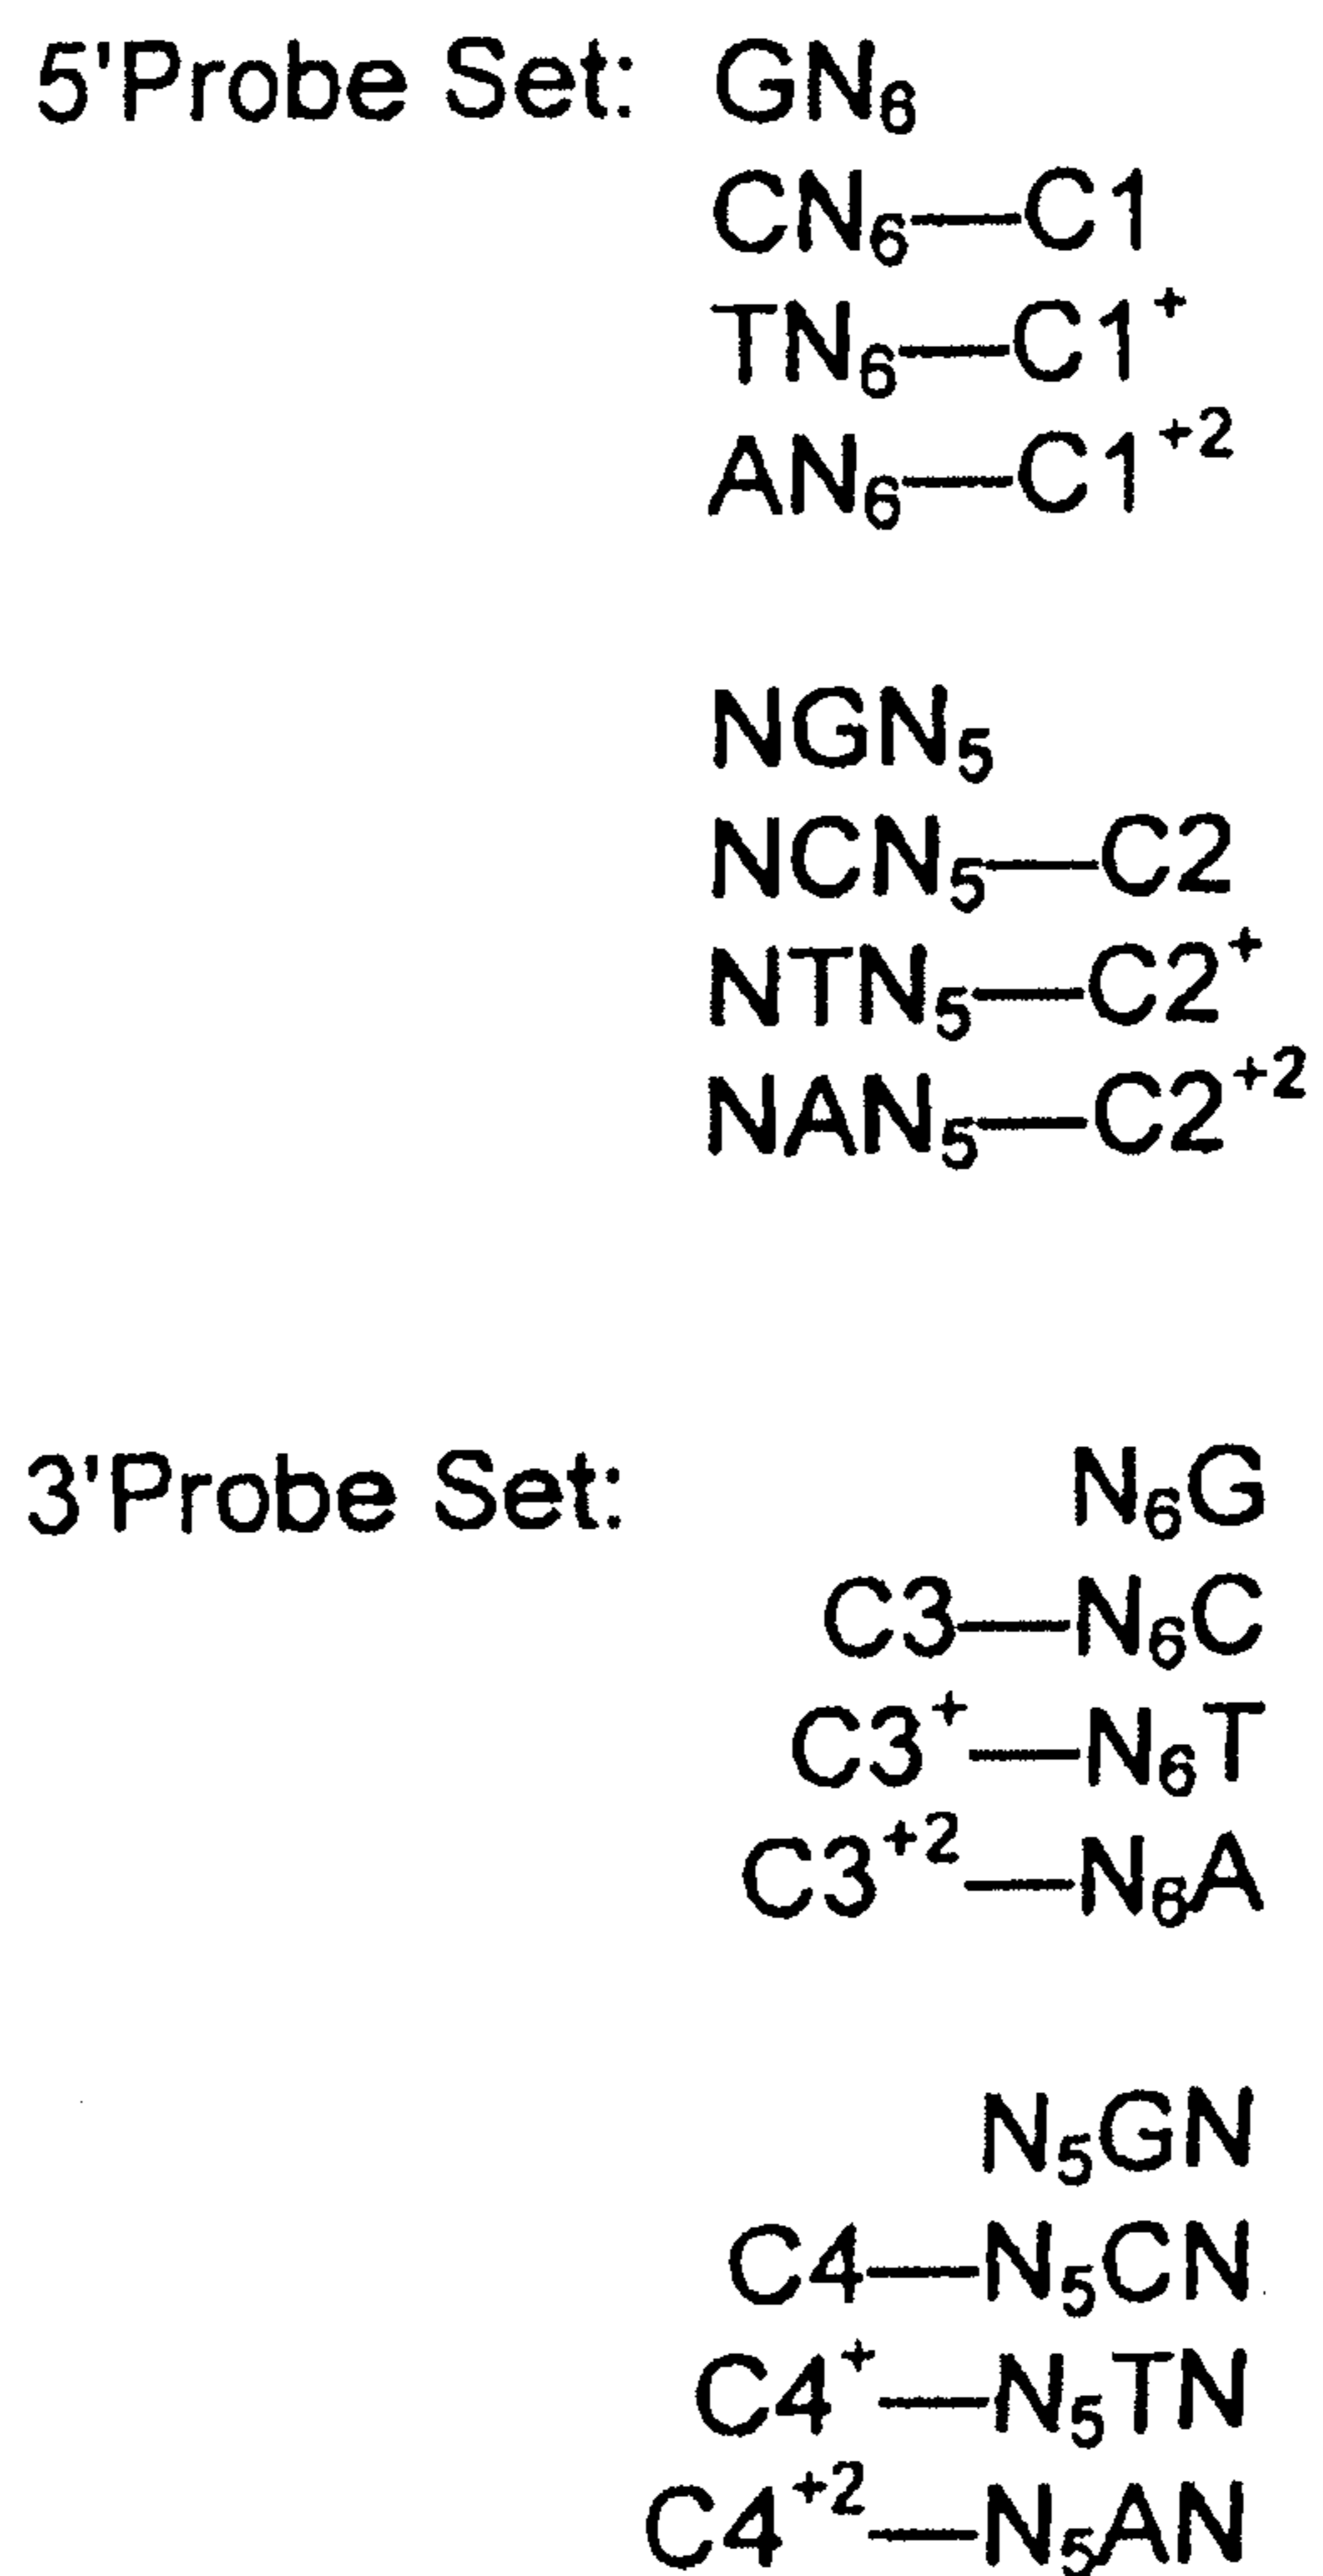 5'Probe Set: GN₆
CN₆—C1
TN₆—C1⁺
AN₆—C1⁺²
NGN₅
NCN₅—C2
NTN₅—C2⁺
NAN₅—C2⁺²
3'Probe Set: N₆G
C3—N₆C
C3⁺—N₆T
C3⁺²—N₆A
N₅GN
C4—N₅CN
C4⁺—N₅TN
C4⁺²—N₅AN